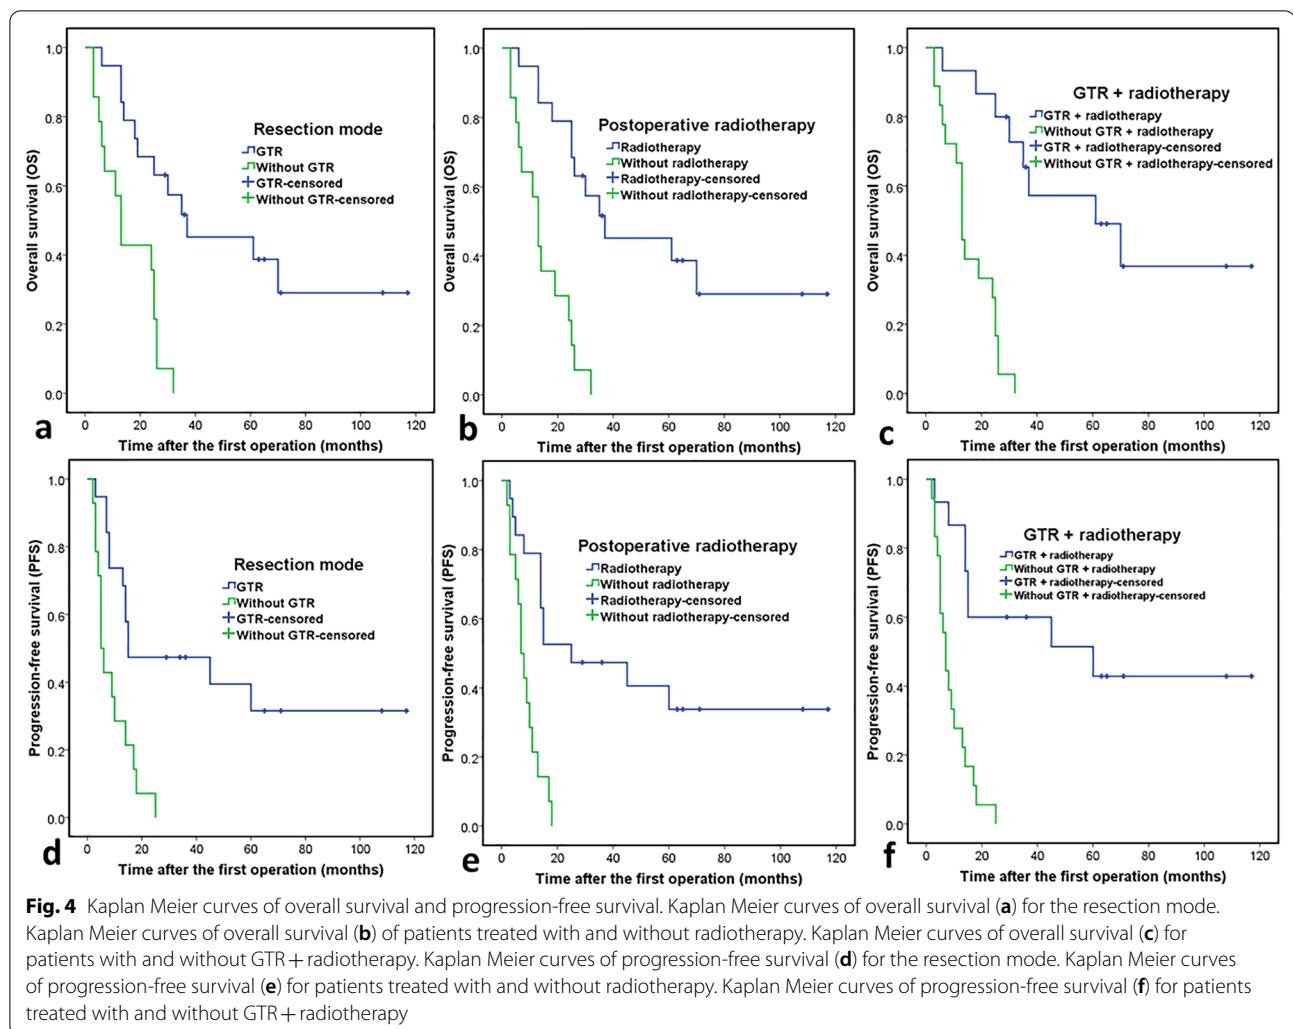 1.0
0.8
0.6
0.4
0.2
0.0
Overall survival (OS)
Resection mode
GTR
Without GTR
GTR-censored
Without GTR-censored
0 20 40 60 80 100 120
a
Time after the first operation (months)
1.0
0.8
0.6
0.4
0.2
0.0
Overall survival (OS)
Postoperative radiotherapy
Radiotherapy
Without radiotherapy
Radiotherapy-censored
Without radiotherapy-censored
0 20 40 60 80 100 120
b
Time after the first operation (months)
1.0
0.8
0.6
0.4
0.2
0.0
Overall survival (OS)
GTR + radiotherapy
GTR + radiotherapy
Without GTR + radiotherapy
GTR + radiotherapy-censored
Without GTR + radiotherapy-censored
0 20 40 60 80 100 120
c
Time after the first operation (months)
1.0
0.8
0.6
0.4
0.2
0.0
Progression-free survival (PFS)
Resection mode
GTR
Without GTR
GTR-censored
Without GTR-censored
0 20 40 60 80 100 120
d
Time after the first operation (months)
1.0
0.8
0.6
0.4
0.2
0.0
Progression-free survival (PFS)
Postoperative radiotherapy
Radiotherapy
Without radiotherapy
Radiotherapy-censored
Without radiotherapy-censored
0 20 40 60 80 100 120
e
Time after the first operation (months)
1.0
0.8
0.6
0.4
0.2
0.0
Progression-free survival (PFS)
GTR + radiotherapy
GTR + radiotherapy
Without GTR + radiotherapy
GTR + radiotherapy-censored
Without GTR + radiotherapy-censored
0 20 40 60 80 100 120
f
Time after the first operation (months)
Fig. 4 Kaplan Meier curves of overall survival and progression-free survival. Kaplan Meier curves of overall survival (a) for the resection mode.
Kaplan Meier curves of overall survival (b) of patients treated with and without radiotherapy. Kaplan Meier curves of overall survival (c) for
patients with and without GTR + radiotherapy. Kaplan Meier curves of progression-free survival (d) for the resection mode. Kaplan Meier curves
of progression-free survival (e) for patients treated with and without radiotherapy. Kaplan Meier curves of progression-free survival (f) for patients
treated with and without GTR + radiotherapy